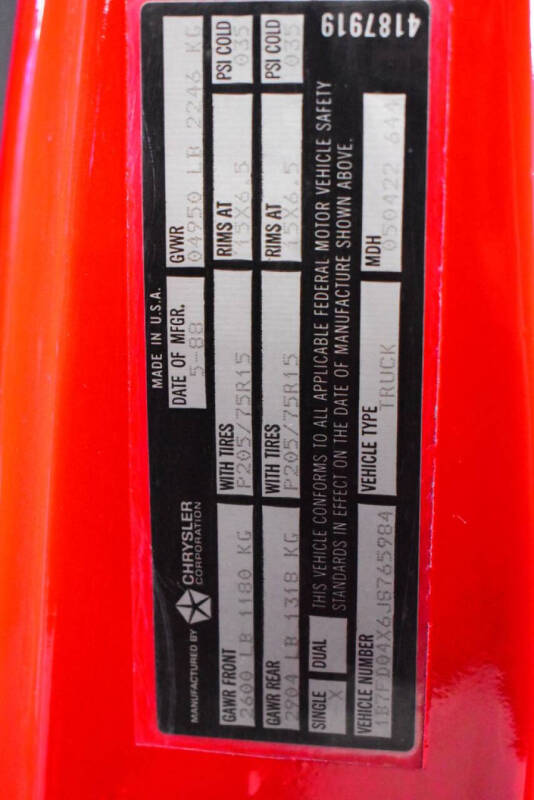 MADE IN U.S.A.
MANUFACTURED BY CHRYSLER CORPORATION
DATE OF MFGR. GVWR
5-88 04950 LB 2246 KG
GAWR FRONT WITH TIRES RIMS AT PSI COLD
2600 LB 1180 KG P205/75R15 15X6.5 035
GAWR REAR WITH TIRES RIMS AT PSI COLD
2904 LB 1318 KG P205/75R15 15X6.5 035
SINGLE DUAL THIS VEHICLE CONFORMS TO ALL APPLICABLE FEDERAL MOTOR VEHICLE SAFETY
X STANDARDS IN EFFECT ON THE DATE OF MANUFACTURE SHOWN ABOVE.
VEHICLE NUMBER VEHICLE TYPE MDH
1B7FD04X6JS765984 TRUCK 050422 644
4187919